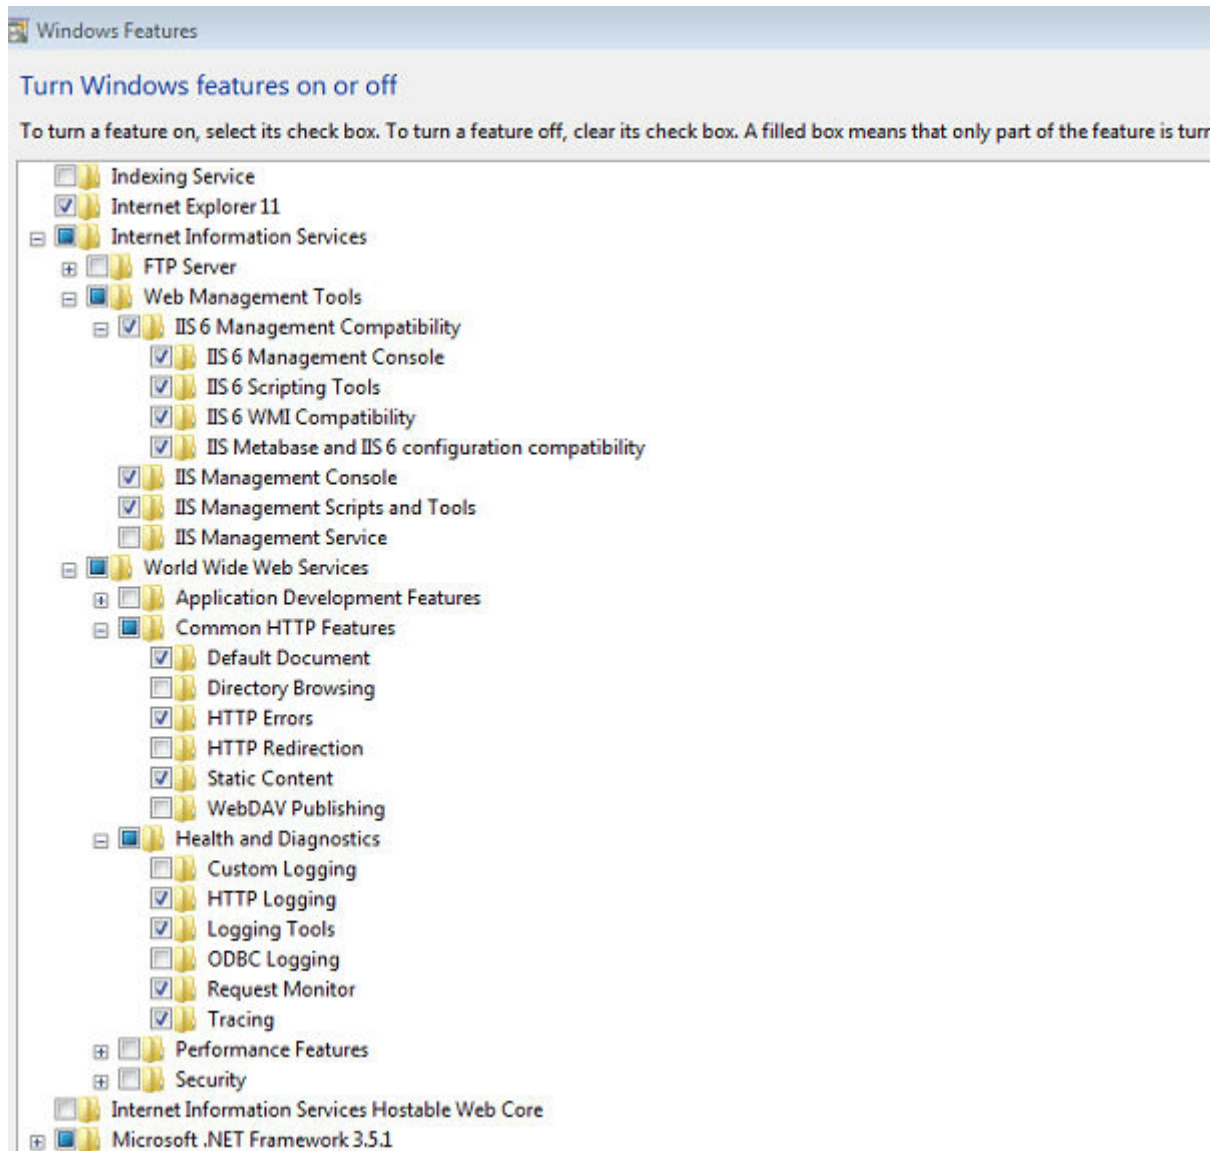 Windows Features
Turn Windows features on or off
To turn a feature on, select its check box. To turn a feature off, clear its check box. A filled box means that only part of the feature is turr
Indexing Service
Internet Explorer 11
Internet Information Services
FTP Server
Web Management Tools
IIS 6 Management Compatibility
IIS 6 Management Console
IIS 6 Scripting Tools
IIS 6 WMI Compatibility
IIS Metabase and IIS 6 configuration compatibility
IIS Management Console
IIS Management Scripts and Tools
IIS Management Service
World Wide Web Services
Application Development Features
Common HTTP Features
Default Document
Directory Browsing
HTTP Errors
HTTP Redirection
Static Content
WebDAV Publishing
Health and Diagnostics
Custom Logging
HTTP Logging
Logging Tools
ODBC Logging
Request Monitor
Tracing
Performance Features
Security
Internet Information Services Hostable Web Core
Microsoft .NET Framework 3.5.1